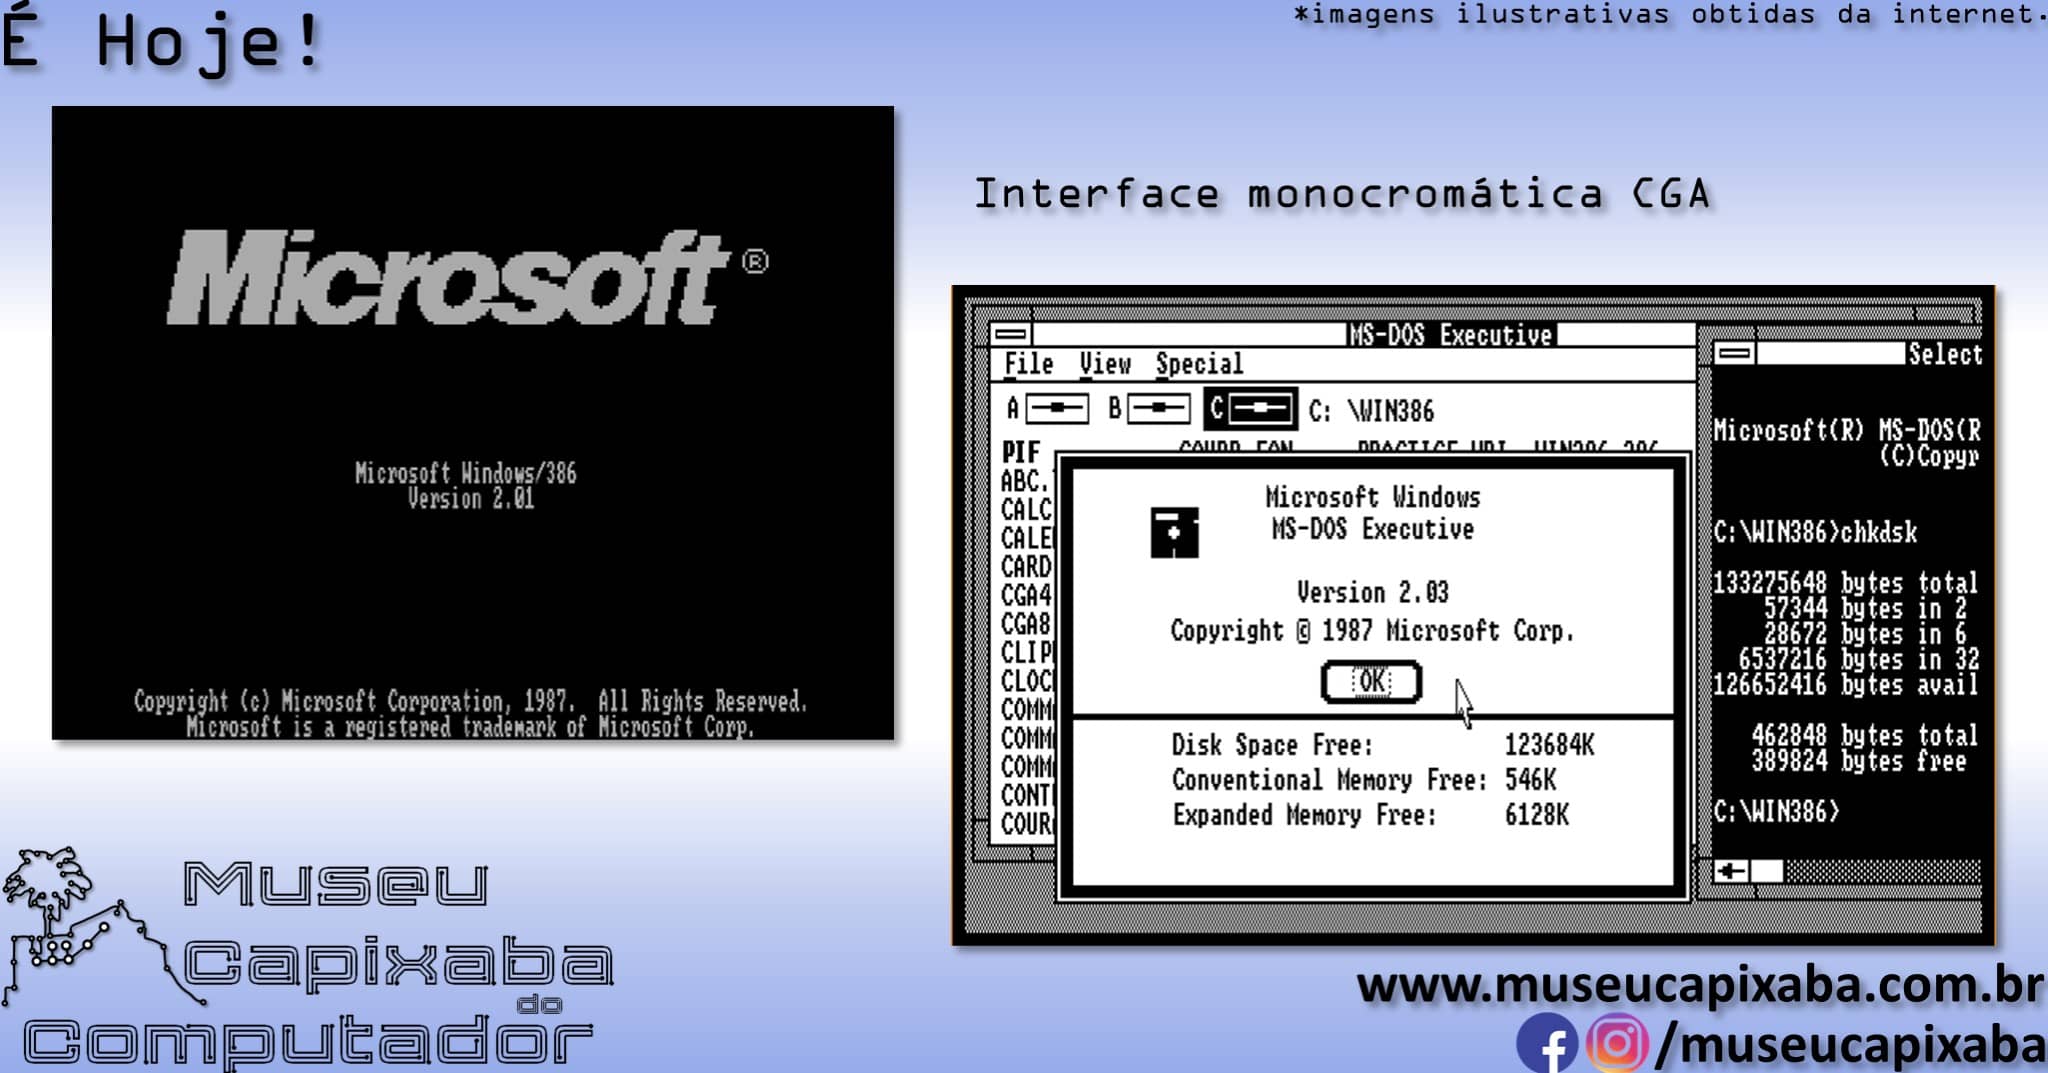 É Hoje!
*imagens ilustrativas obtidas da internet.
Microsoft®
Microsoft Windows/386
Version 2.01
Copyright (c) Microsoft Corporation, 1987.  All Rights Reserved.
Microsoft is a registered trademark of Microsoft Corp.
Interface monocromática CGA
MS-DOS Executive
File View Special
A B C C: \WIN386
PIF
ABC.
CALC
CALE
CARD
CGA4
CGA8
CLIP
CLOC
COMM
COMM
COMM
CONT
COUR
Microsoft Windows
MS-DOS Executive
Version 2.03
Copyright © 1987 Microsoft Corp.
OK
Disk Space Free: 123684K
Conventional Memory Free: 546K
Expanded Memory Free: 6128K
Select
Microsoft(R) MS-DOS(R
(C)Copyr
C:\WIN386>chkdsk
133275648 bytes total
57344 bytes in 2
28672 bytes in 6
6537216 bytes in 32
126652416 bytes avail
462848 bytes total
389824 bytes free
C:\WIN386>
Museu
Capixaba
do
Computador
www.museucapixaba.com.br
/museucapixaba